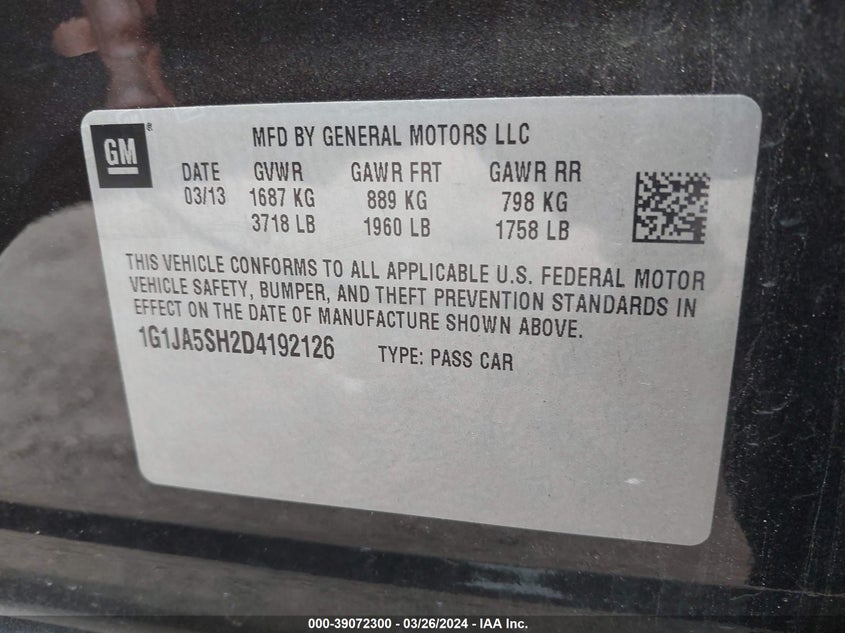 GM ®
MFD BY GENERAL MOTORS LLC
DATE GVWR GAWR FRT GAWR RR
03/13 1687 KG 889 KG 798 KG
3718 LB 1960 LB 1758 LB
THIS VEHICLE CONFORMS TO ALL APPLICABLE U.S. FEDERAL MOTOR
VEHICLE SAFETY, BUMPER, AND THEFT PREVENTION STANDARDS IN
EFFECT ON THE DATE OF MANUFACTURE SHOWN ABOVE.
1G1JA5SH2D4192126 TYPE: PASS CAR
000-39072300 - 03/26/2024 - IAA Inc.